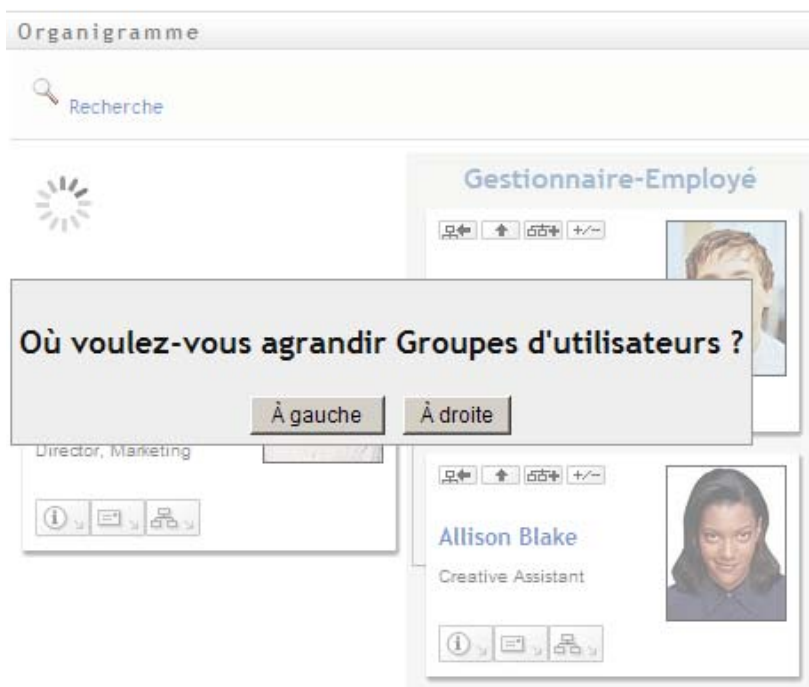 Organigramme
Recherche
Gestionnaire-Employé
+/-
Où voulez-vous agrandir Groupes d'utilisateurs ?
À gauche
À droite
Director, Marketing
+/-
Allison Blake
Creative Assistant